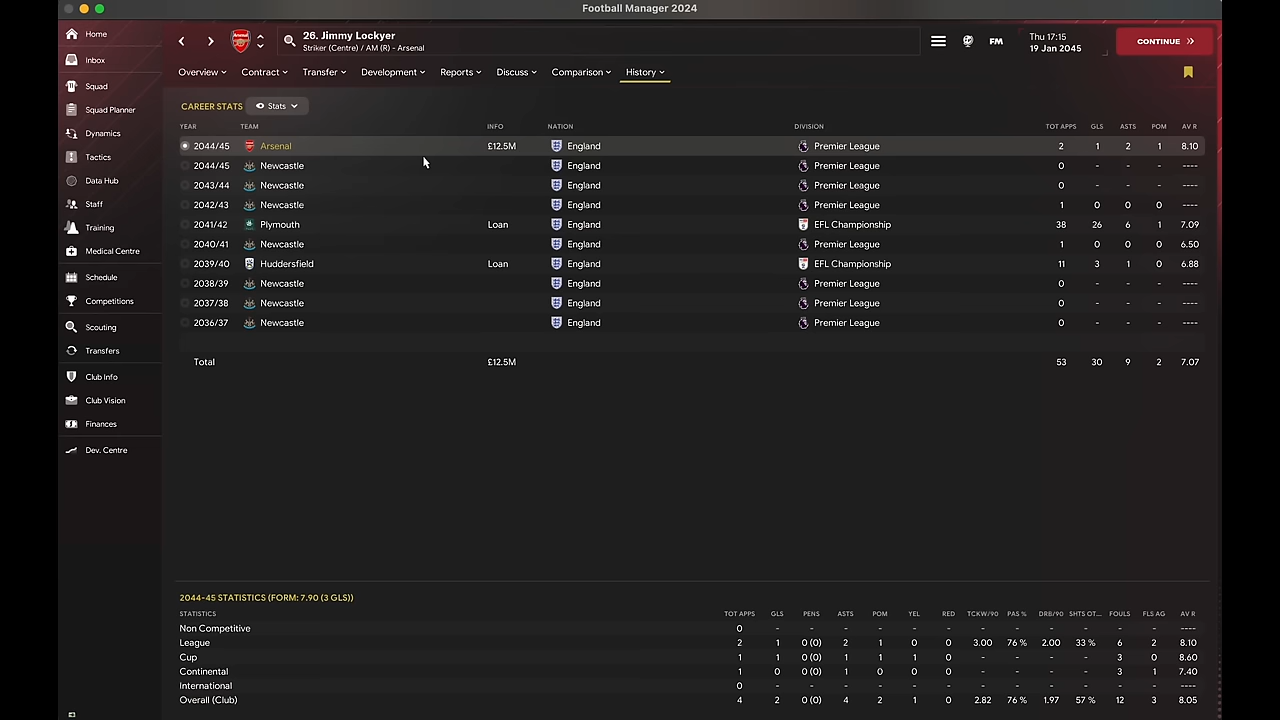 Football Manager 2024
Home
Inbox
Squad
Squad Planner
Dynamics
Tactics
Data Hub
Staff
Training
Medical Centre
Schedule
Competitions
Scouting
Transfers
Club Info
Club Vision
Finances
Dev. Centre
26. Jimmy Lockyer
Striker (Centre) / AM (R) - Arsenal
FM
Thu 17:15
19 Jan 2045
CONTINUE
Overview Contract Transfer Development Reports Discuss Comparison History
CAREER STATS Stats
YEAR TEAM INFO NATION DIVISION TOT APPS GLS ASTS POM AV R
2044/45 Arsenal £12.5M England Premier League 2 1 2 1 8.10
2044/45 Newcastle England Premier League 0 - - - ----
2043/44 Newcastle England Premier League 0 - - - ----
2042/43 Newcastle England Premier League 1 0 0 0 ----
2041/42 Plymouth Loan England EFL Championship 38 26 6 1 7.09
2040/41 Newcastle England Premier League 1 0 0 0 6.50
2039/40 Huddersfield Loan England EFL Championship 11 3 1 0 6.88
2038/39 Newcastle England Premier League 0 - - - ----
2037/38 Newcastle England Premier League 0 - - - ----
2036/37 Newcastle England Premier League 0 - - - ----
Total £12.5M 53 30 9 2 7.07
2044-45 STATISTICS (FORM: 7.90 (3 GLS))
STATISTICS TOT APPS GLS PENS ASTS POM YEL RED TCKW/90 PAS % DRB/90 SHTS OT... FOULS FLS AG AV R
Non Competitive 0 - - - - - - - - - - - - ----
League 2 1 0 (0) 2 1 0 0 3.00 76 % 2.00 33 % 6 2 8.10
Cup 1 1 0 (0) 1 1 1 0 - - - - 3 0 8.60
Continental 1 0 0 (0) 1 0 0 0 - - - - 3 1 7.40
International 0 - - - - - - - - - - - - ----
Overall (Club) 4 2 0 (0) 4 2 1 0 2.82 76 % 1.97 57 % 12 3 8.05